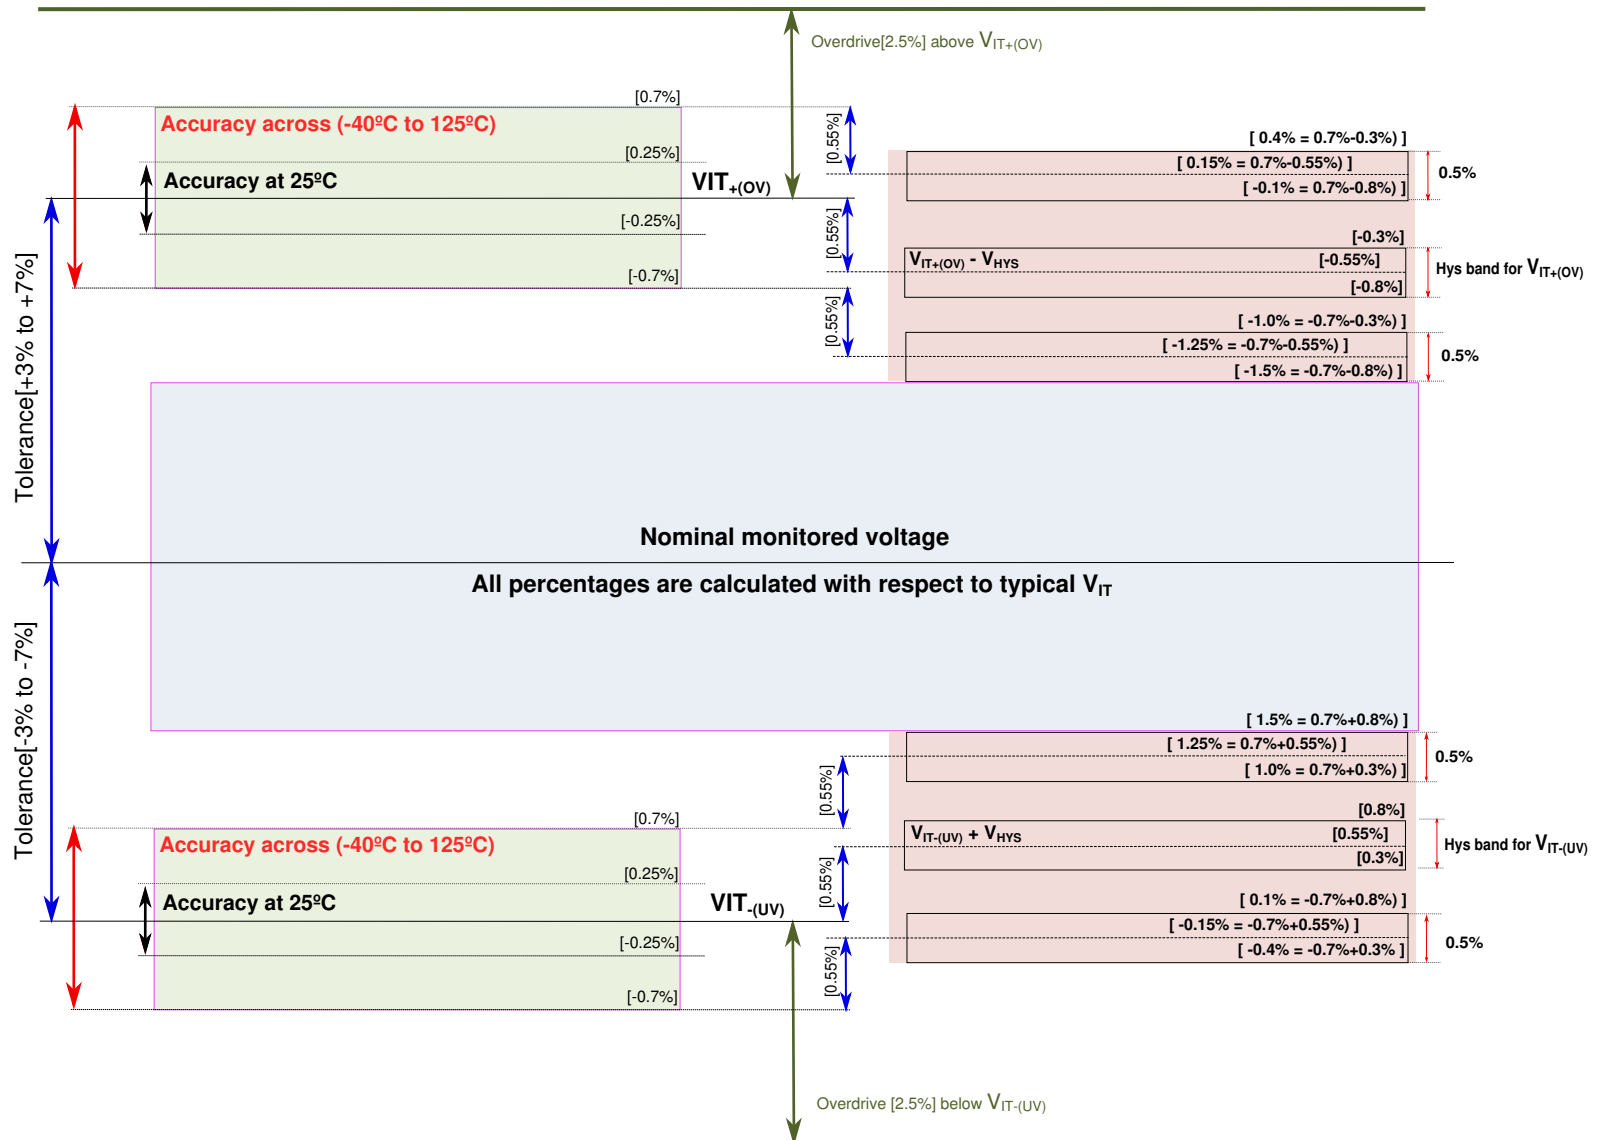 Overdrive[2.5%] above VIT+(OV)
[0.7%]
Accuracy across (-40ºC to 125ºC)
[0.25%]
Accuracy at 25ºC
VIT+(OV)
[-0.25%]
[-0.7%]
[0.55%]
[0.55%]
[0.55%]
[ 0.4% = 0.7%-0.3%) ]
[ 0.15% = 0.7%-0.55%) ]
[ -0.1% = 0.7%-0.8%) ]
0.5%
[-0.3%]
VIT+(OV) - VHYS
[-0.55%]
[-0.8%]
Hys band for VIT+(OV)
[ -1.0% = -0.7%-0.3%) ]
[ -1.25% = -0.7%-0.55%) ]
[ -1.5% = -0.7%-0.8%) ]
0.5%
Tolerance[+3% to +7%]
Nominal monitored voltage
All percentages are calculated with respect to typical VIT
Tolerance[-3% to -7%]
[ 1.5% = 0.7%+0.8%) ]
[ 1.25% = 0.7%+0.55%) ]
[ 1.0% = 0.7%+0.3%) ]
0.5%
[0.8%]
VIT-(UV) + VHYS
[0.55%]
[0.3%]
Hys band for VIT-(UV)
[ 0.1% = -0.7%+0.8%) ]
[ -0.15% = -0.7%+0.55%) ]
[ -0.4% = -0.7%+0.3% ]
0.5%
[0.55%]
[0.55%]
[0.55%]
[0.7%]
Accuracy across (-40ºC to 125ºC)
[0.25%]
Accuracy at 25ºC
VIT-(UV)
[-0.25%]
[-0.7%]
Overdrive [2.5%] below VIT-(UV)